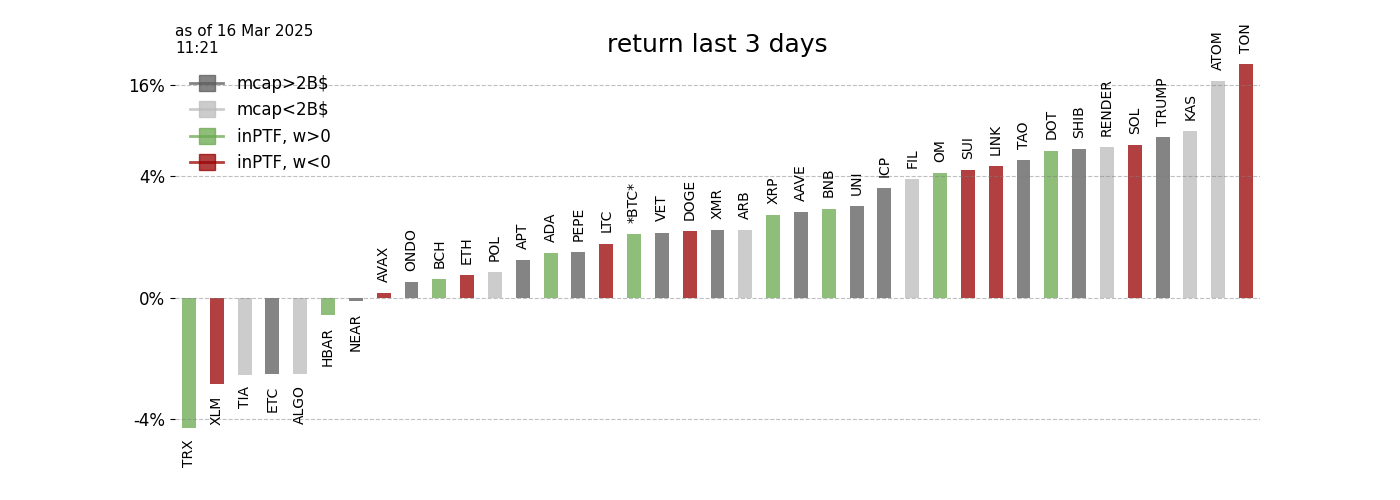 as of 16 Mar 2025
11:21
return last 3 days
mcap>2B$
mcap<2B$
inPTF, w>0
inPTF, w<0
16%
4%
0%
-4%
TRX
XLM
TIA
ETC
ALGO
HBAR
NEAR
AVAX
ONDO
BCH
ETH
POL
APT
ADA
PEPE
LTC
*BTC*
VET
DOGE
XMR
ARB
XRP
AAVE
BNB
UNI
ICP
FIL
OM
SUI
LINK
TAO
DOT
SHIB
RENDER
SOL
TRUMP
KAS
ATOM
TON